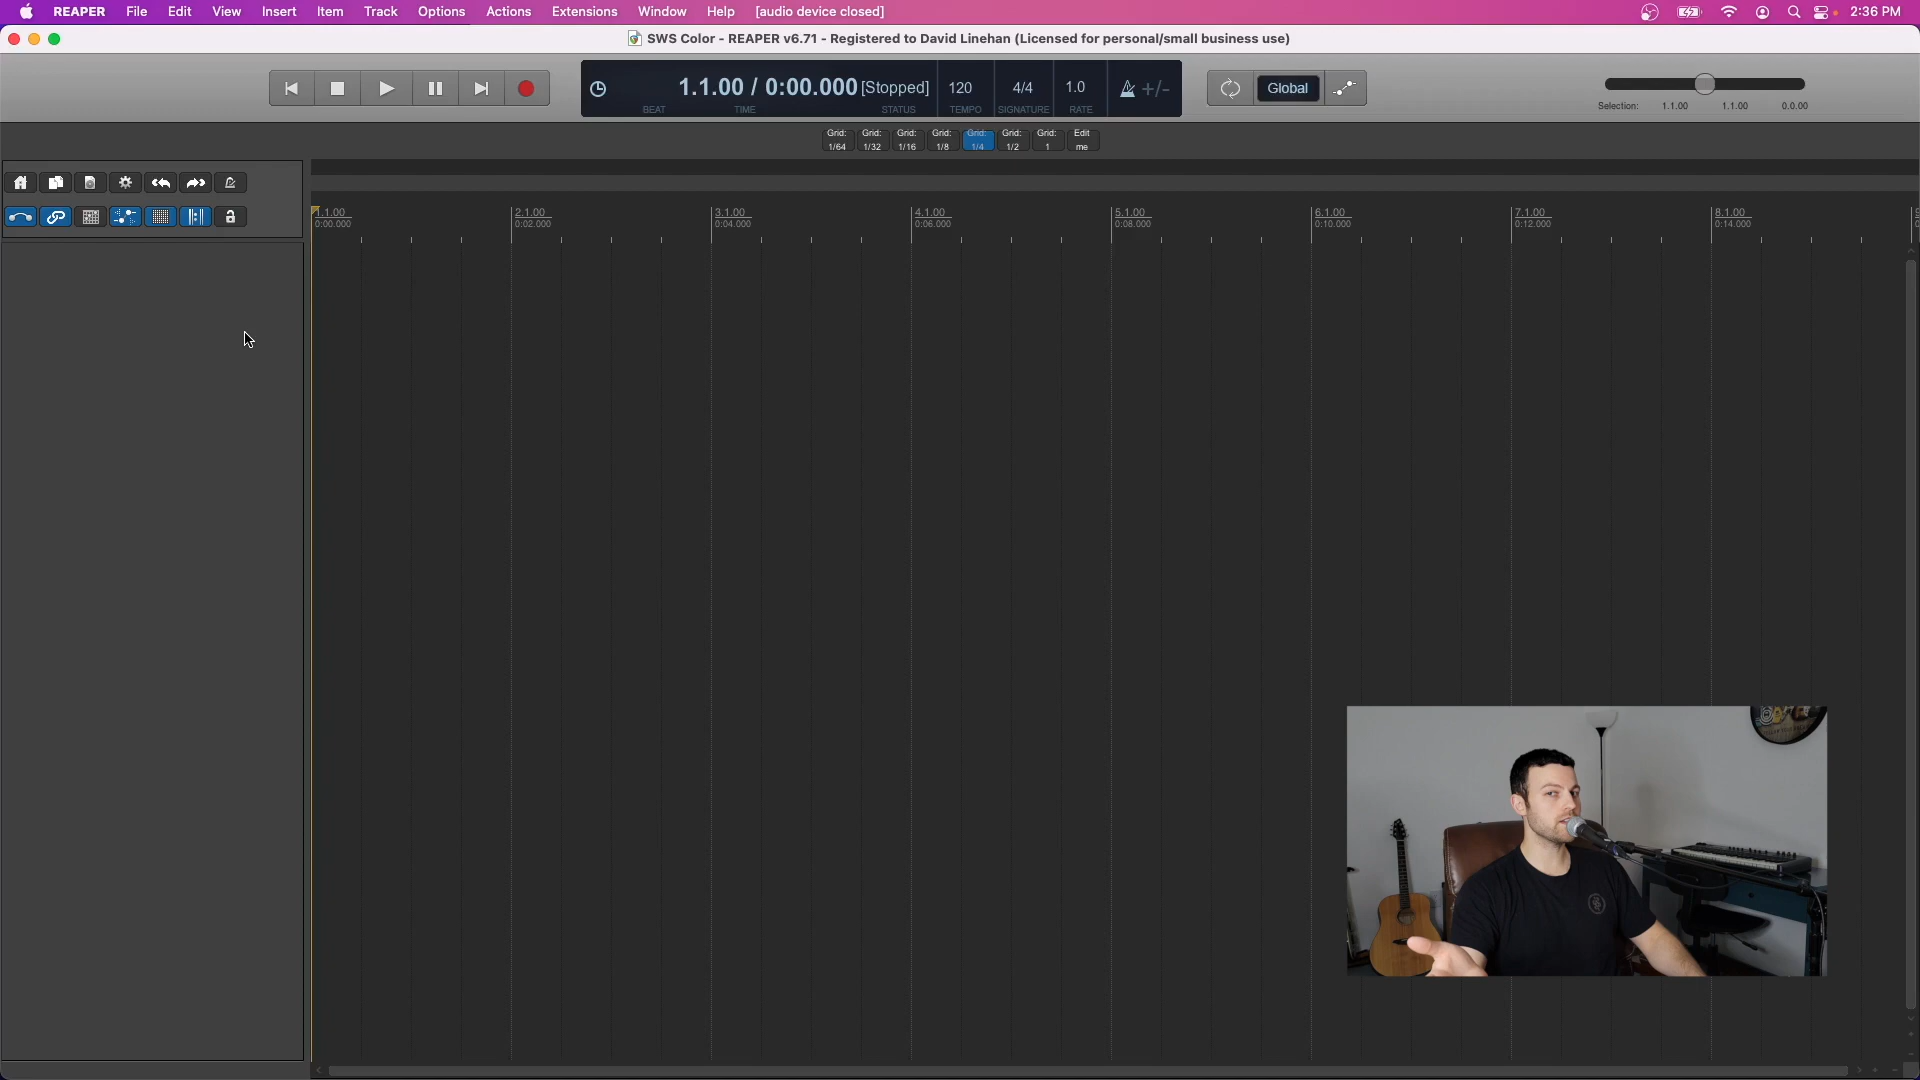 REAPER File Edit View Insert Item Track Options Actions Extensions Window Help [audio device closed] 2:36 PM
SWS Color - REAPER v6.71 - Registered to David Linehan (Licensed for personal/small business use)
1.1.00 / 0:00.000 [Stopped] 120 4/4 1.0 +/-
BEAT TIME STATUS TEMPO SIGNATURE RATE
Global
Selection: 1.1.00 1.1.00 0.0.00
Grid: Grid: Grid: Grid: Grid: Grid: Grid: Edit
1/64 1/32 1/16 1/8 1/4 1/2 1 me
1.1.00 2.1.00 3.1.00 4.1.00 5.1.00 6.1.00 7.1.00 8.1.00
0:00.000 0:02.000 0:04.000 0:06.000 0:08.000 0:10.000 0:12.000 0:14.000